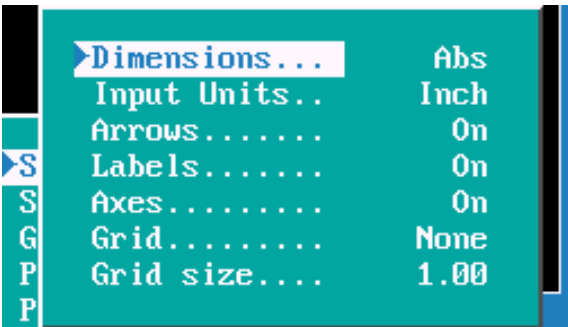 Dimensions... Abs
Input Units.. Inch
Arrows....... On
Labels....... On
Axes......... On
Grid......... None
Grid size.... 1.00
S
S
G
P
P